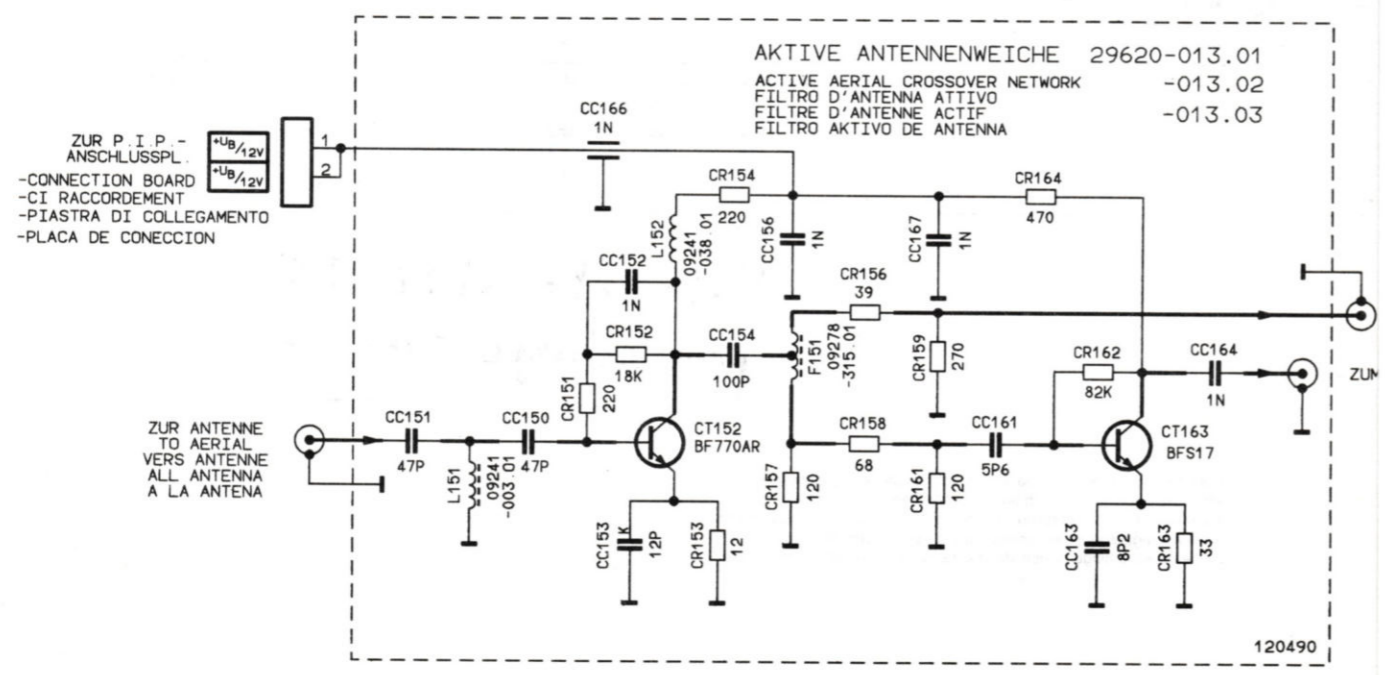 AKTIVE ANTENNENWEICHE 29620-013.01
ACTIVE AERIAL CROSSOVER NETWORK -013.02
FILTRO D'ANTENNA ATTIVO
FILTRE D'ANTENNE ACTIF -013.03
FILTRO AKTIVO DE ANTENNA
CC166
1N
ZUR P.I.P.-
ANSCHLUSSPL.
-CONNECTION BOARD
-CI RACCORDEMENT
-PIASTRA DI COLLEGAMENTO
-PLACA DE CONECCION
+UB/12V
+UB/12V
1
2
CR154
220
CR164
470
L152
09241
-038.01
CC156
1N
CC167
1N
CC152
1N
CR156
39
CR152
18K
CC154
100P
F151
09278
-315.01
CR159
270
CR162
82K
CC164
1N
ZUM
CR151
220
ZUR ANTENNE
TO AERIAL
VERS ANTENNE
ALL ANTENNA
A LA ANTENA
CC151
47P
CC150
47P
L151
09241
-003.01
CT152
BF770AR
CR158
68
CC161
5P6
CT163
BFS17
CR157
120
CR161
120
CC153
K
12P
CR153
12
CC163
8P2
CR163
33
120490